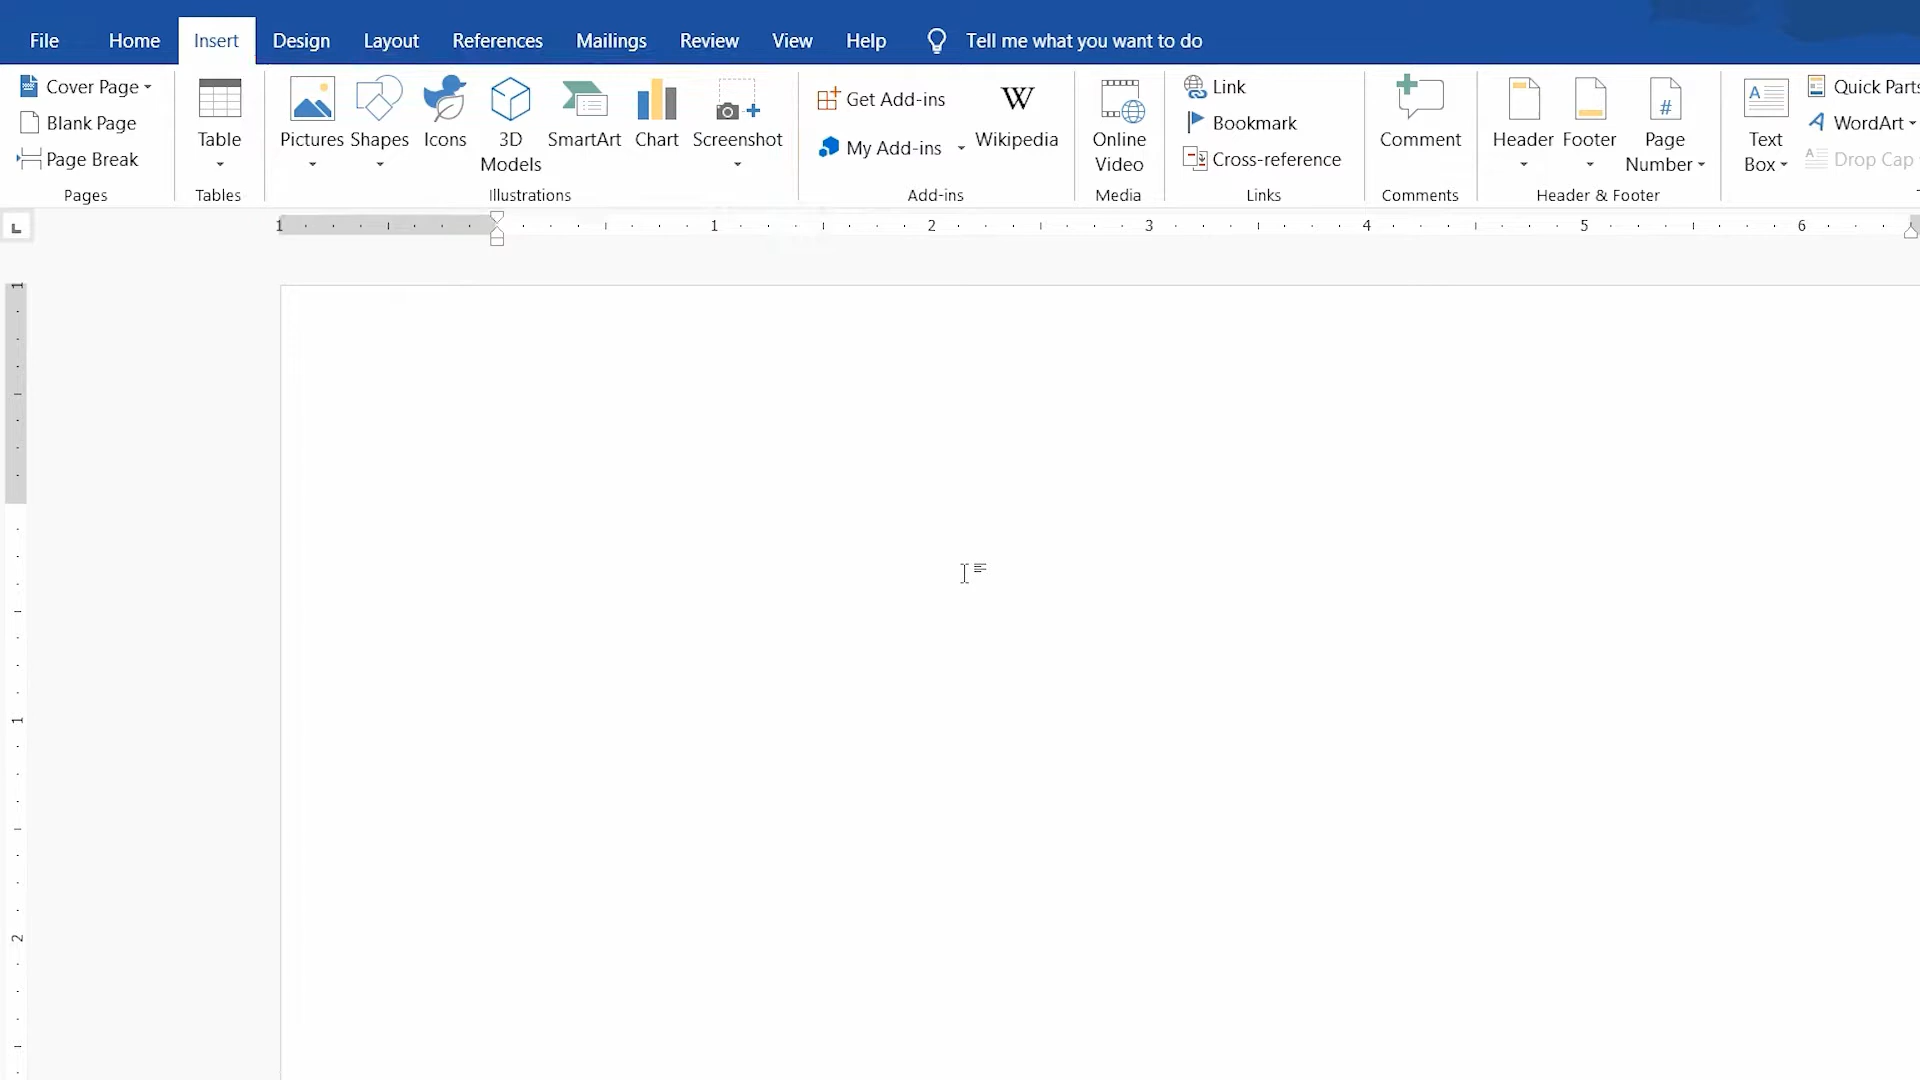 File Home Insert Design Layout References Mailings Review View Help Tell me what you want to do
Cover Page
Blank Page
Page Break
Pages
Table
Tables
Pictures Shapes Icons 3D Models SmartArt Chart Screenshot
Illustrations
Get Add-ins
My Add-ins
W
Wikipedia
Add-ins
Online
Video
Media
Link
Bookmark
Cross-reference
Links
Comment
Comments
Header Footer Page
Number
Header & Footer
#
A
Text
Box
Quick Parts
A WordArt
Drop Cap
L
1 1 2 3 4 5 6
1
1
2